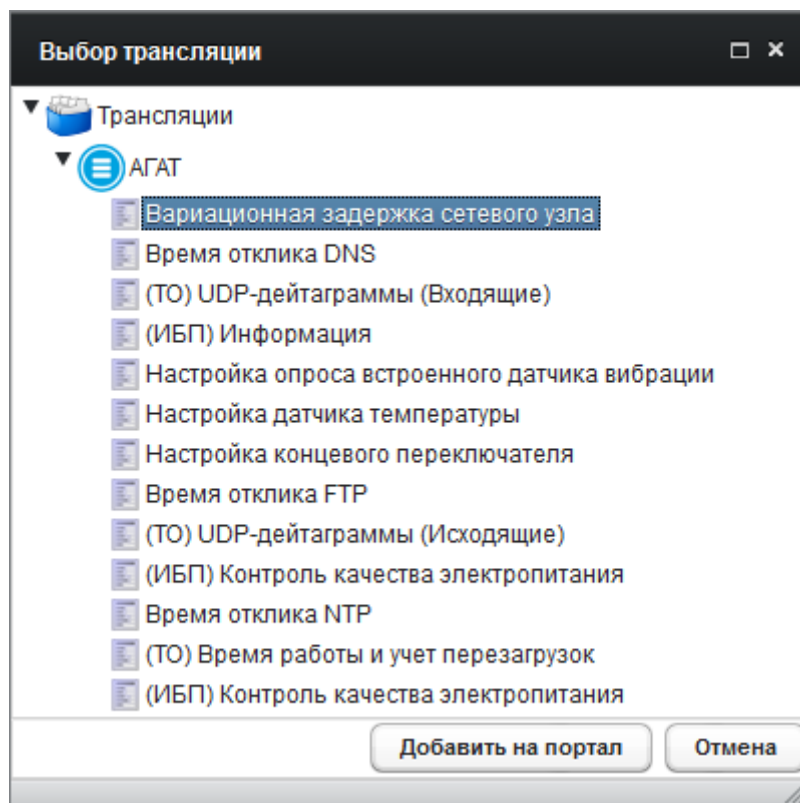 Выбор трансляции
Трансляции
АГАТ
Вариационная задержка сетевого узла
Время отклика DNS
(ТО) UDP-дейтаграммы (Входящие)
(ИБП) Информация
Настройка опроса встроенного датчика вибрации
Настройка датчика температуры
Настройка концевого переключателя
Время отклика FTP
(ТО) UDP-дейтаграммы (Исходящие)
(ИБП) Контроль качества электропитания
Время отклика NTP
(ТО) Время работы и учет перезагрузок
(ИБП) Контроль качества электропитания
Добавить на портал Отмена